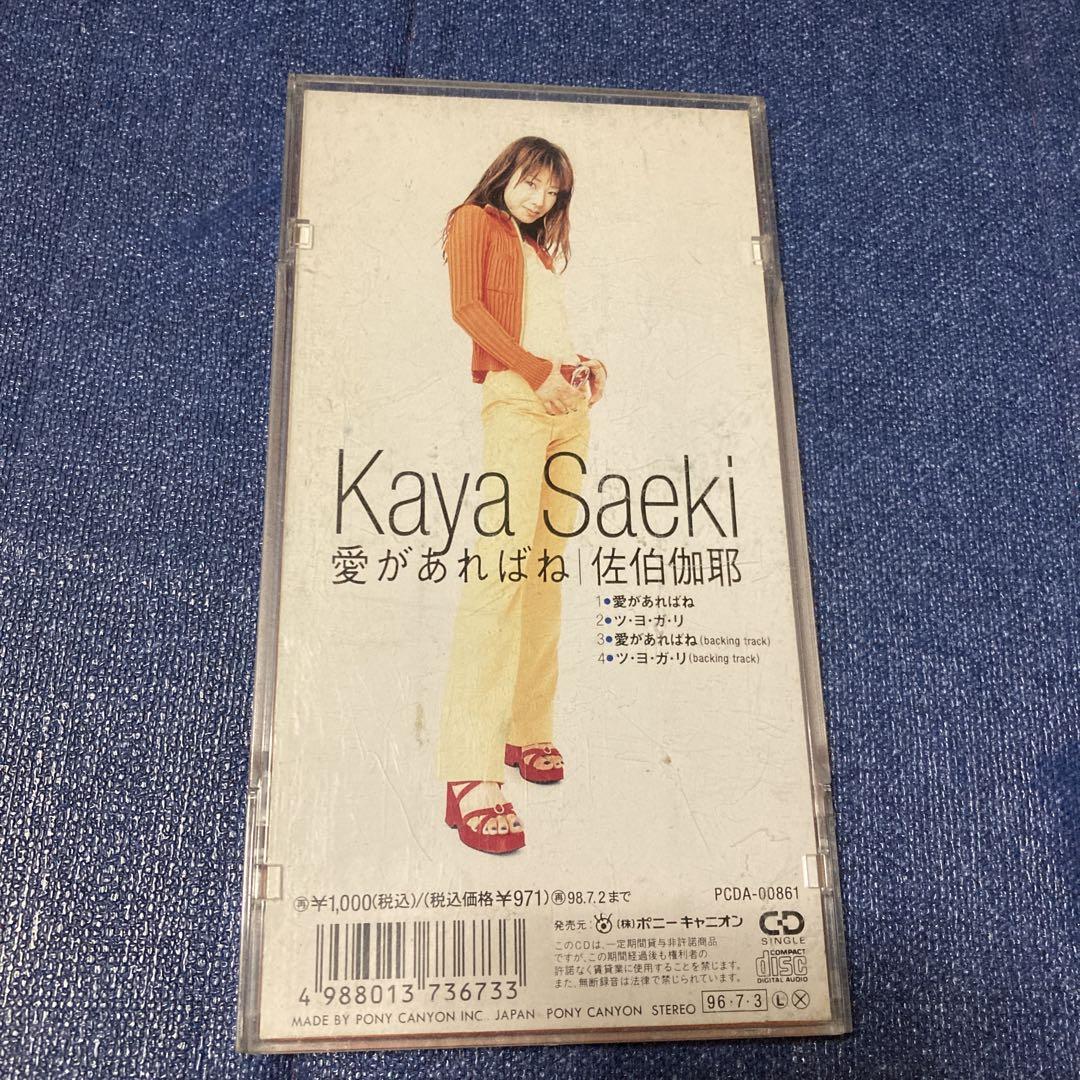 Kaya Saeki
愛があればね|佐伯伽耶
1●愛があればね
2●ツ・ヨ・ガ・リ
3●愛があればね(backing track)
4●ツ・ヨ・ガ・リ(backing track)
㊢¥1,000(税込)/(税込価格¥971)㊢98.7.2まで
PCDA-00861
発売元: (株)ポニーキャニオン
CD
SINGLE
このCDは、一定期間貸与非許諾商品
ですが、この期間経過後も権利者の
許諾なく賃貸業に使用することを禁じます。
また、無断録音は法律で禁じられています。
COMPACT
disc
DIGITAL AUDIO
4 988013 736733
MADE BY PONY CANYON INC., JAPAN PONY CANYON STEREO 96・7・3 Ⓛ Ⓧ